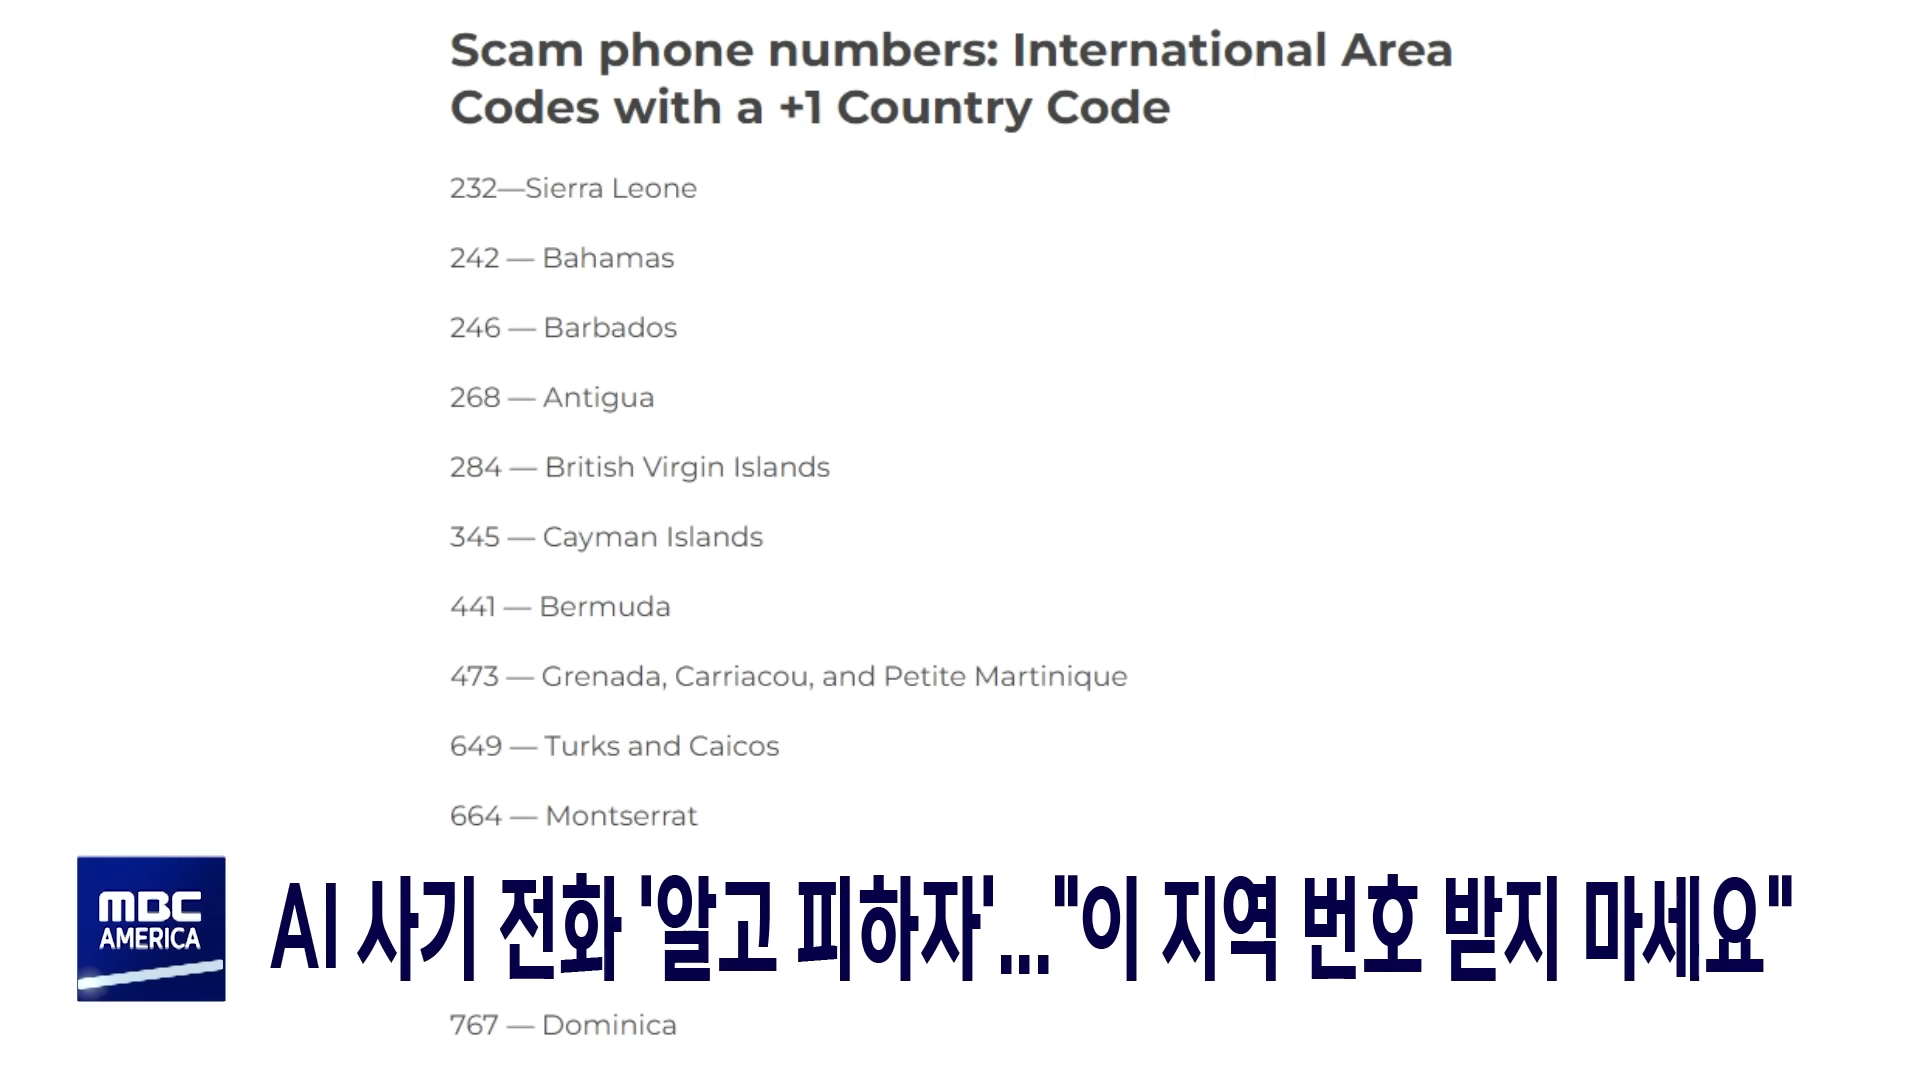 Scam phone numbers: International Area
Codes with a +1 Country Code
232—Sierra Leone
242 — Bahamas
246 — Barbados
268 — Antigua
284 — British Virgin Islands
345 — Cayman Islands
441 — Bermuda
473 — Grenada, Carriacou, and Petite Martinique
649 — Turks and Caicos
664 — Montserrat
MBC
AMERICA
AI 사기 전화 '알고 피하자'..."이 지역 번호 받지 마세요"
767 — Dominica